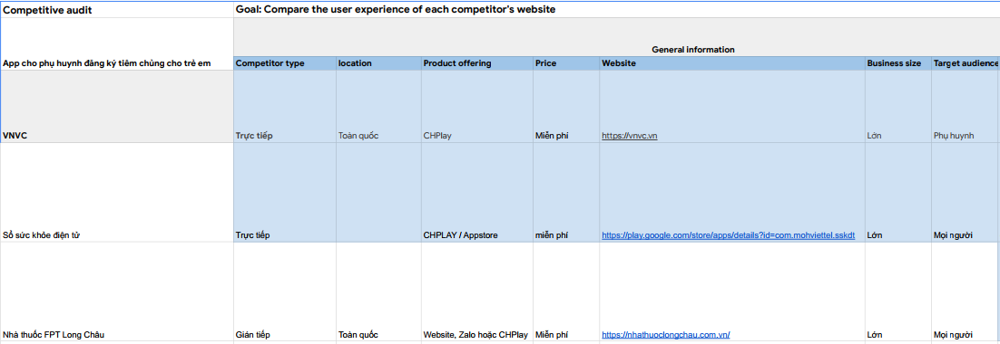 Competitive audit Goal: Compare the user experience of each competitor's website
General information
App cho phụ huynh đăng ký tiêm chủng cho trẻ em Competitor type location Product offering Price Website Business size Target audience
VNVC Trực tiếp Toàn quốc CHPlay Miễn phí https://vnvc.vn Lớn Phụ huynh
Sổ sức khỏe điện tử Trực tiếp CHPLAY / Appstore miễn phí https://play.google.com/store/apps/details?id=com.mohviettel.sskdt Lớn Mọi người
Nhà thuốc FPT Long Châu Gián tiếp Toàn quốc Website, Zalo hoặc CHPlay Miễn phí https://nhathuoclongchau.com.vn/ Lớn Mọi người